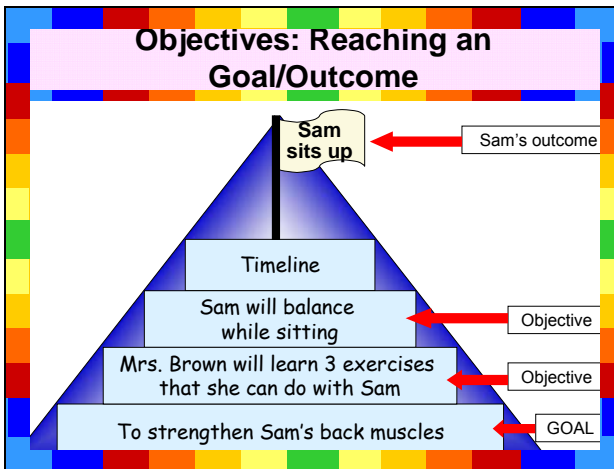 Objectives: Reaching an
Goal/Outcome
Sam
sits up
Sam's outcome
Timeline
Sam will balance
while sitting
Objective
Mrs. Brown will learn 3 exercises
that she can do with Sam
Objective
To strengthen Sam's back muscles
GOAL